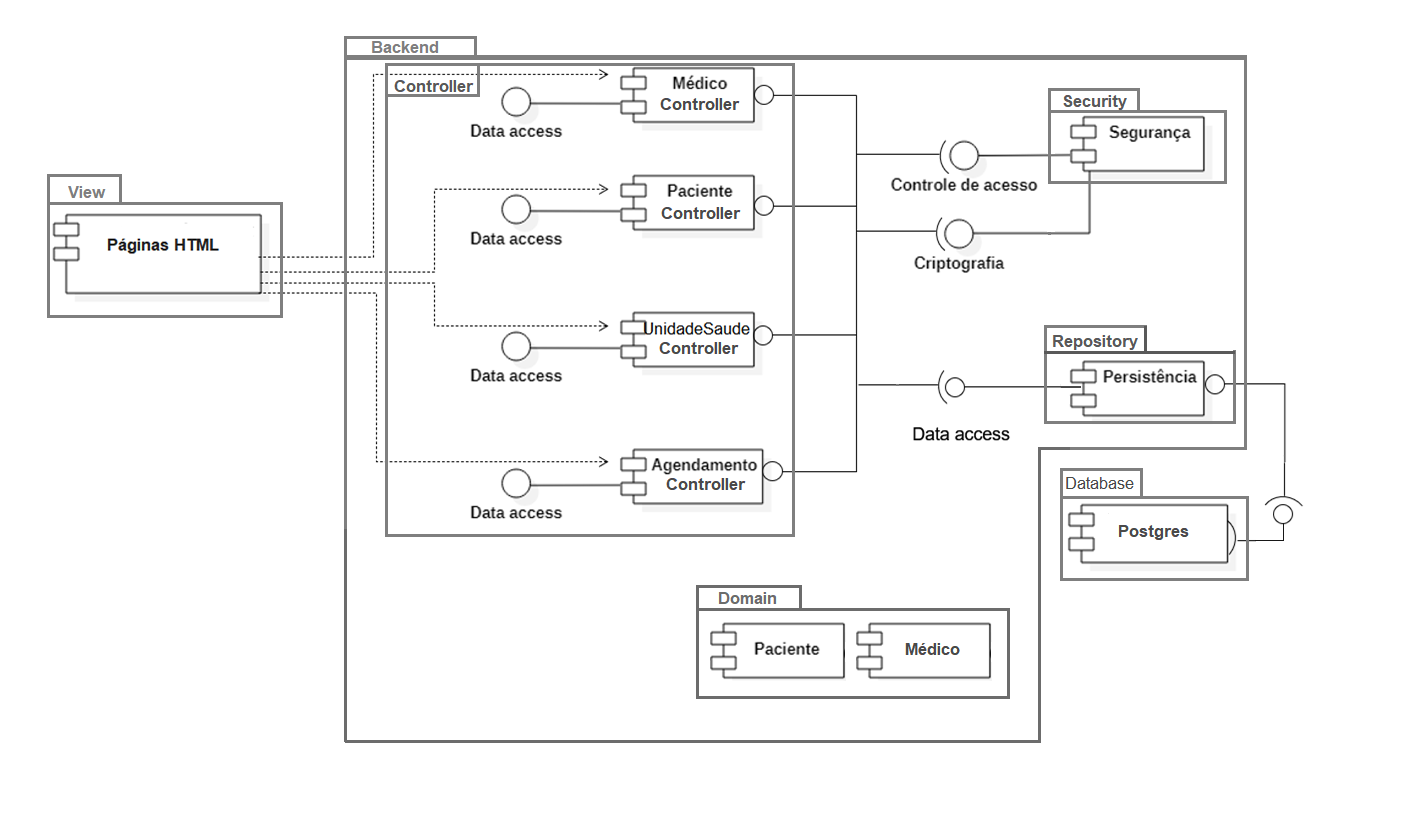 Backend
Controller
Médico
Controller
Data access
Security
Segurança
Controle de acesso
View
Páginas HTML
Paciente
Controller
Data access
Criptografia
UnidadeSaude
Controller
Data access
Repository
Persistência
Data access
Agendamento
Controller
Data access
Database
Postgres
Domain
Paciente
Médico